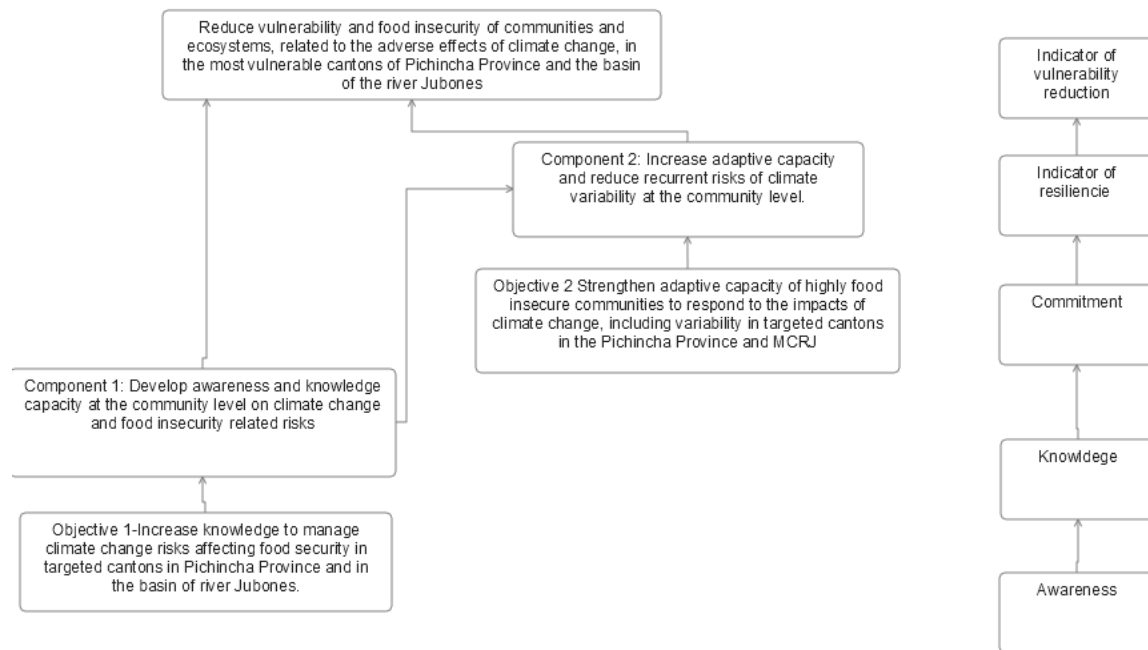 Reduce vulnerability and food insecurity of communities and
ecosystems, related to the adverse effects of climate change, in
the most vulnerable cantons of Pichincha Province and the basin
of the river Jubones
Component 2: Increase adaptive capacity
and reduce recurrent risks of climate
variability at the community level.
Objective 2 Strengthen adaptive capacity of highly food
insecure communities to respond to the impacts of
climate change, including variability in targeted cantons
in the Pichincha Province and MCRJ
Component 1: Develop awareness and knowledge
capacity at the community level on climate change
and food insecurity related risks
Objective 1-Increase knowledge to manage
climate change risks affecting food security in
targeted cantons in Pichincha Province and in
the basin of river Jubones.
Indicator of
vulnerability
reduction
Indicator of
resiliencie
Commitment
Knowldege
Awareness